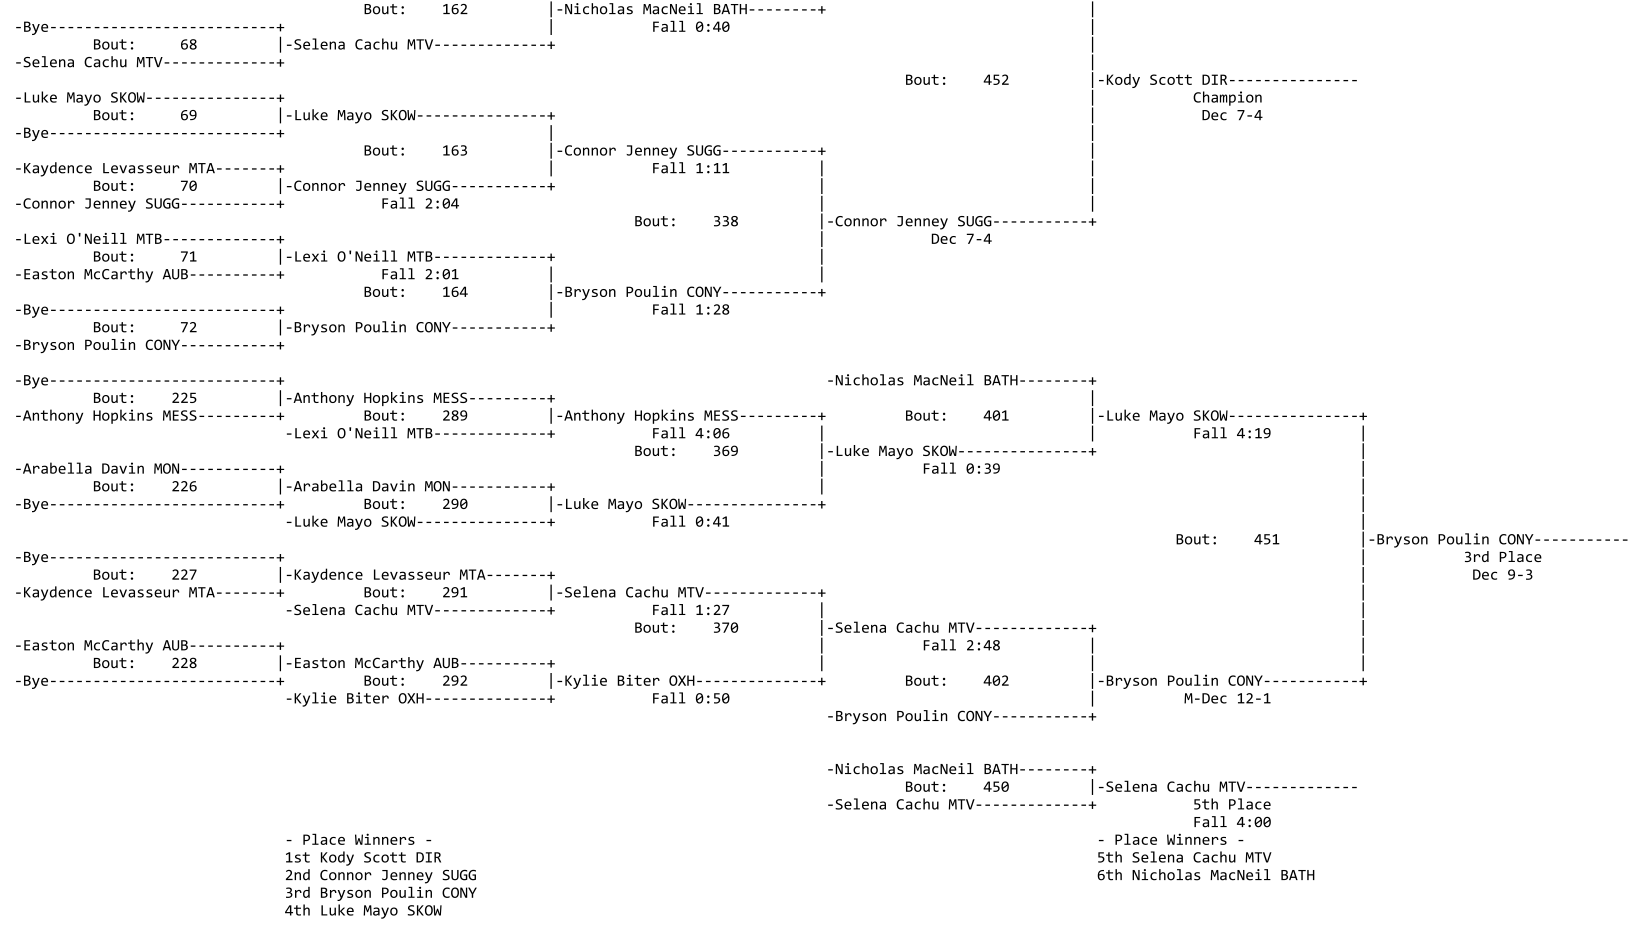 Bout:    162         |-Nicholas MacNeil BATH--------+                              |
-Bye--------------------------+                              |           Fall 0:40                                         |
         Bout:     68         |-Selena Cachu MTV-------------+                                                             |
-Selena Cachu MTV-------------+                                                                                            |
                                                                                                      Bout:    452         |-Kody Scott DIR---------------
-Luke Mayo SKOW---------------+                                                                                            |           Champion
         Bout:     69         |-Luke Mayo SKOW---------------+                                                             |            Dec 7-4
-Bye--------------------------+                              |                                                             |
                                        Bout:    163         |-Connor Jenney SUGG-----------+                              |
-Kaydence Levasseur MTA-------+                              |           Fall 1:11          |                              |
         Bout:     70         |-Connor Jenney SUGG-----------+                              |                              |
-Connor Jenney SUGG-----------+           Fall 2:04                                         |                              |
                                                                       Bout:    338         |-Connor Jenney SUGG-----------+
-Lexi O'Neill MTB-------------+                                                             |            Dec 7-4
         Bout:     71         |-Lexi O'Neill MTB-------------+                              |
-Easton McCarthy AUB----------+           Fall 2:01          |                              |
                                        Bout:    164         |-Bryson Poulin CONY-----------+
-Bye--------------------------+                              |           Fall 1:28
         Bout:     72         |-Bryson Poulin CONY-----------+
-Bryson Poulin CONY-----------+
-Bye--------------------------+                                                              -Nicholas MacNeil BATH--------+
         Bout:    225         |-Anthony Hopkins MESS---------+                                                             |
-Anthony Hopkins MESS---------+         Bout:    289         |-Anthony Hopkins MESS---------+         Bout:    401         |-Luke Mayo SKOW---------------+
                               -Lexi O'Neill MTB-------------+           Fall 4:06          |                              |           Fall 4:19          |
                                                                       Bout:    369         |-Luke Mayo SKOW---------------+                              |
-Arabella Davin MON-----------+                                                             |           Fall 0:39                                         |
         Bout:    226         |-Arabella Davin MON-----------+                              |                                                             |
-Bye--------------------------+         Bout:    290         |-Luke Mayo SKOW---------------+                                                             |
                               -Luke Mayo SKOW---------------+           Fall 0:41                                                                        |
                                                                                                                                     Bout:    451         |-Bryson Poulin CONY-----------
-Bye--------------------------+                                                                                                                           |           3rd Place
         Bout:    227         |-Kaydence Levasseur MTA-------+                                                                                            |            Dec 9-3
-Kaydence Levasseur MTA-------+         Bout:    291         |-Selena Cachu MTV-------------+                                                             |
                               -Selena Cachu MTV-------------+           Fall 1:27          |                                                             |
                                                                       Bout:    370         |-Selena Cachu MTV-------------+                              |
-Easton McCarthy AUB----------+                                                             |           Fall 2:48          |                              |
         Bout:    228         |-Easton McCarthy AUB----------+                              |                              |                              |
-Bye--------------------------+         Bout:    292         |-Kylie Biter OXH--------------+         Bout:    402         |-Bryson Poulin CONY-----------+
                               -Kylie Biter OXH--------------+           Fall 0:50                                         |          M-Dec 12-1
                                                                                             -Bryson Poulin CONY-----------+
                                                                                             -Nicholas MacNeil BATH--------+
                                                                                                      Bout:    450         |-Selena Cachu MTV-------------
                                                                                             -Selena Cachu MTV-------------+           5th Place
                                                                                                                                       Fall 4:00
                               - Place Winners -                                                                            - Place Winners -
                               1st Kody Scott DIR                                                                           5th Selena Cachu MTV
                               2nd Connor Jenney SUGG                                                                       6th Nicholas MacNeil BATH
                               3rd Bryson Poulin CONY
                               4th Luke Mayo SKOW